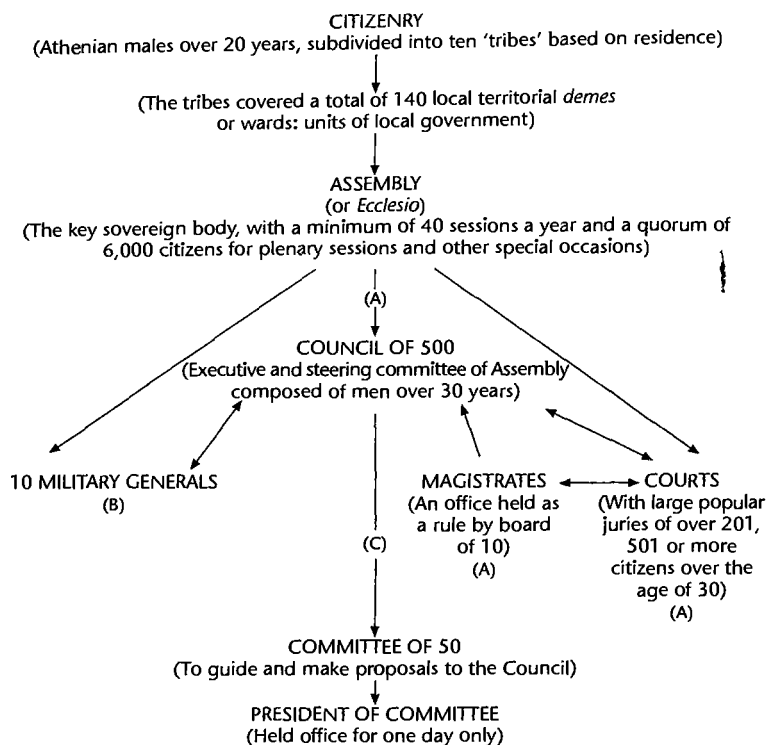 CITIZENRY
(Athenian males over 20 years, subdivided into ten 'tribes' based on residence)
(The tribes covered a total of 140 local territorial demes
or wards: units of local government)
ASSEMBLY
(or Ecclesio)
(The key sovereign body, with a minimum of 40 sessions a year and a quorum of
6,000 citizens for plenary sessions and other special occasions)
(A)
COUNCIL OF 500
(Executive and steering committee of Assembly
composed of men over 30 years)
10 MILITARY GENERALS
(B)
MAGISTRATES
(An office held as
a rule by board
of 10)
(A)
COURTS
(With large popular
juries of over 201,
501 or more
citizens over the
age of 30)
(A)
(C)
COMMITTEE OF 50
(To guide and make proposals to the Council)
PRESIDENT OF COMMITTEE
(Held office for one day only)